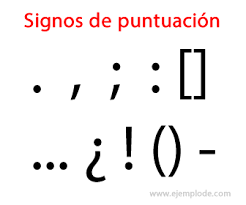 Signos de puntuación
. , ; : []
... ¿ ! () -
www.ejemplode.com